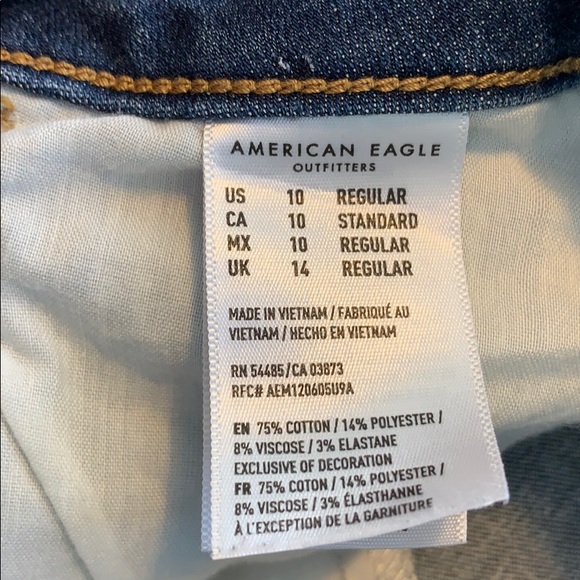 AMERICAN EAGLE
OUTFITTERS
US 10 REGULAR
CA 10 STANDARD
MX 10 REGULAR
UK 14 REGULAR
MADE IN VIETNAM / FABRIQUÉ AU
VIETNAM / HECHO EN VIETNAM
RN 54485 / CA 03873
RFC# AEM120605U9A
EN 75% COTTON / 14% POLYESTER /
8% VISCOSE / 3% ELASTANE
EXCLUSIVE OF DECORATION
FR 75% COTON / 14% POLYESTER /
8% VISCOSE / 3% ÉLASTHANNE
À L'EXCEPTION DE LA GARNITURE